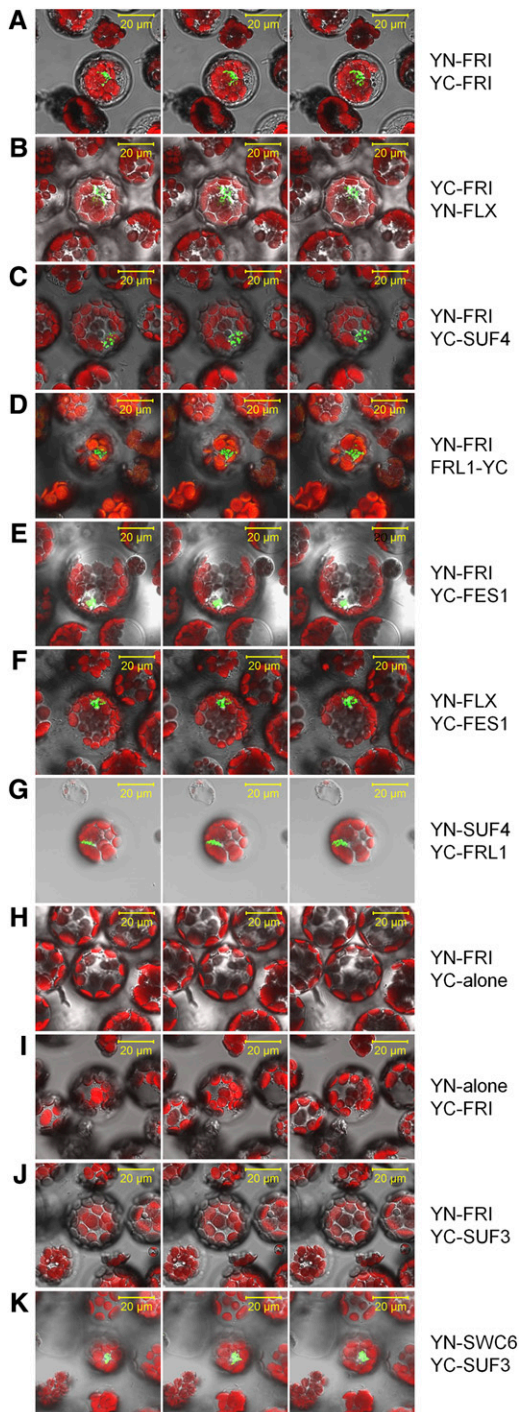 A
20 µm 20 µm 20 µm
YN-FRI
YC-FRI
B
20 µm 20 µm 20 µm
YC-FRI
YN-FLX
C
20 µm 20 µm 20 µm
YN-FRI
YC-SUF4
D
20 µm 20 µm 20 µm
YN-FRI
FRL1-YC
E
20 µm 20 µm 20 µm
YN-FRI
YC-FES1
F
20 µm 20 µm 20 µm
YN-FLX
YC-FES1
G
20 µm 20 µm 20 µm
YN-SUF4
YC-FRL1
H
20 µm 20 µm 20 µm
YN-FRI
YC-alone
I
20 µm 20 µm 20 µm
YN-alone
YC-FRI
J
20 µm 20 µm 20 µm
YN-FRI
YC-SUF3
K
20 µm 20 µm 20 µm
YN-SWC6
YC-SUF3